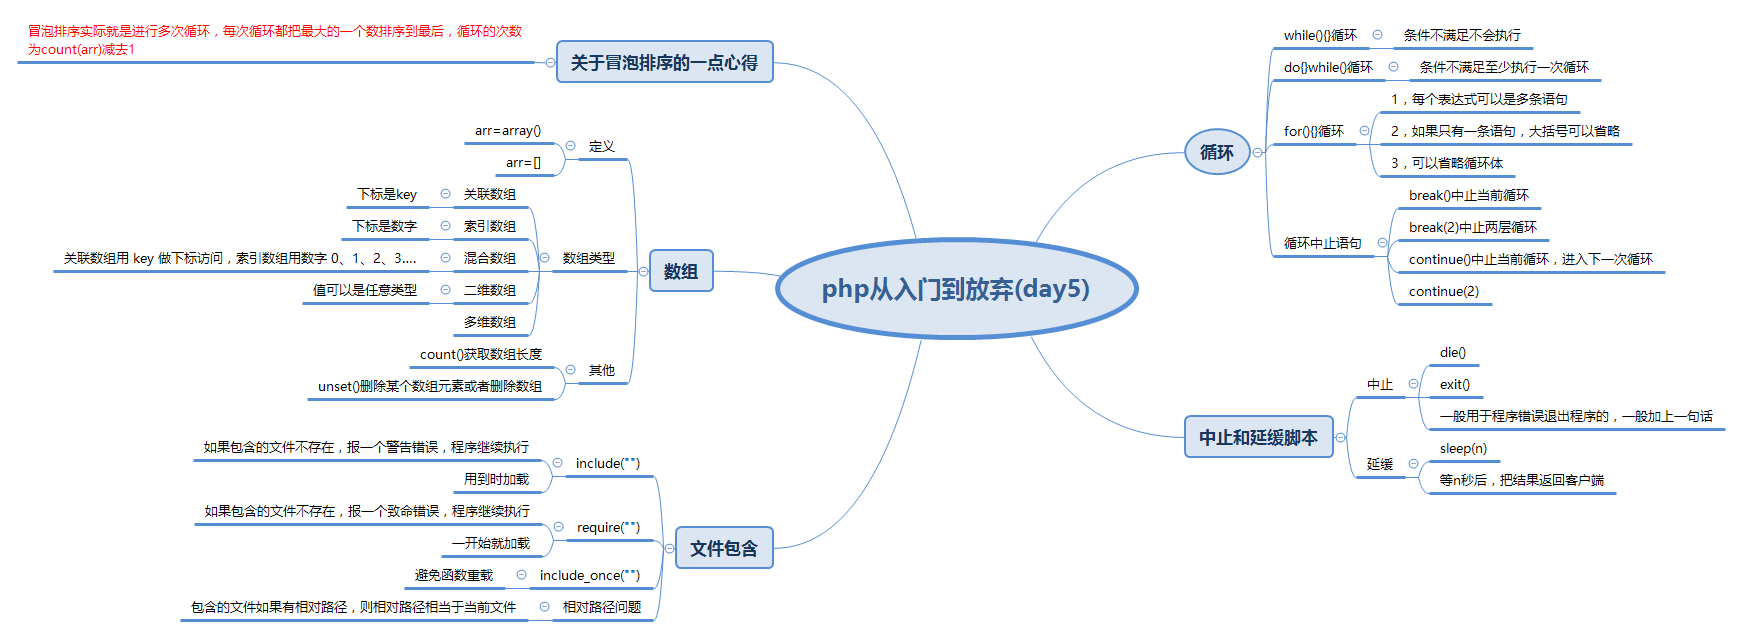 php从入门到放弃(day5)
关于冒泡排序的一点心得
冒泡排序实际就是进行多次循环，每次循环都把最大的一个数排序到最后，循环的次数
为count(arr)减去1
数组
定义
arr=array()
arr=[]
数组类型
关联数组
下标是key
索引数组
下标是数字
混合数组
关联数组用 key 做下标访问，索引数组用数字 0、1、2、3....
二维数组
值可以是任意类型
多维数组
其他
count()获取数组长度
unset()删除某个数组元素或者删除数组
文件包含
include("")
如果包含的文件不存在，报一个警告错误，程序继续执行
用到时加载
require("")
如果包含的文件不存在，报一个致命错误，程序继续执行
一开始就加载
include_once("")
避免函数重载
相对路径问题
包含的文件如果有相对路径，则相对路径相当于当前文件
循环
while(){}循环
条件不满足不会执行
do{}while()循环
条件不满足至少执行一次循环
for(){}循环
1，每个表达式可以是多条语句
2，如果只有一条语句，大括号可以省略
3，可以省略循环体
循环中止语句
break()中止当前循环
break(2)中止两层循环
continue()中止当前循环，进入下一次循环
continue(2)
中止和延缓脚本
中止
die()
exit()
一般用于程序错误退出程序的，一般加上一句话
延缓
sleep(n)
等n秒后，把结果返回客户端